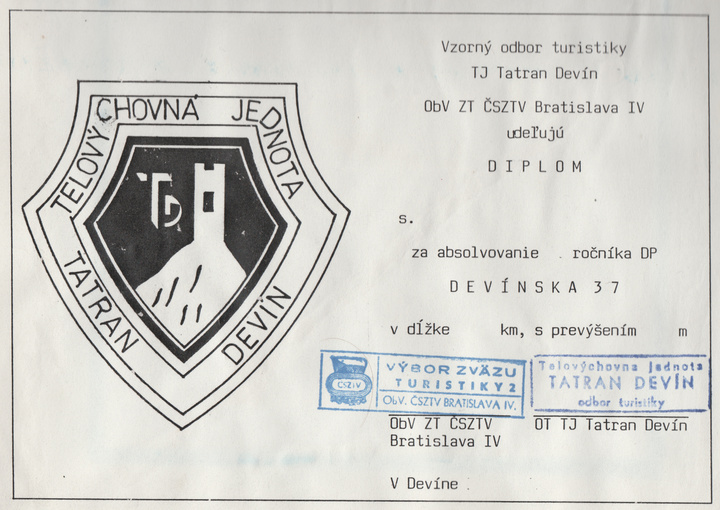 TELOVÝCHOVNÁ JEDNOTA
TATRAN DEVÍN
TD
Vzorný odbor turistiky
TJ Tatran Devín
ObV ZT ČSZTV Bratislava IV
udeľujú
DIPLOM
s.
za absolvovanie . ročníka DP
DEVÍNSKA 37
v dĺžke km, s prevýšením m
ČSZTV
VÝBOR ZVÄZU
TURISTIKY 2
ObV. ČSZTV BRATISLAVA IV.
Telovýchovna jednota
TATRAN DEVÍN
odbor turistiky
ObV ZT ČSZTV
Bratislava IV
OT TJ Tatran Devín
V Devíne